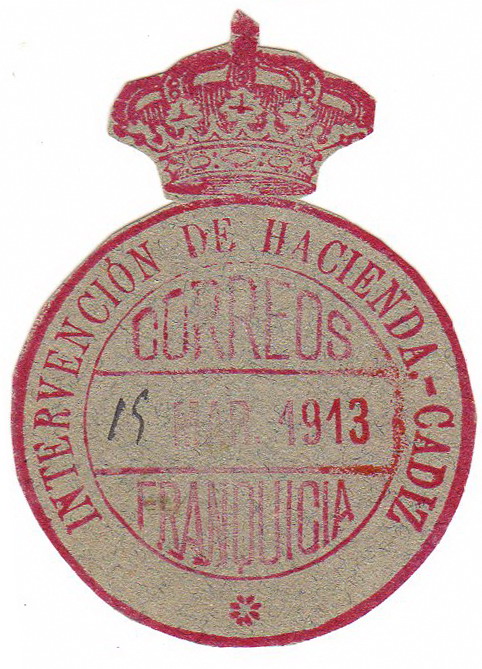 INTERVENCIÓN DE HACIENDA.-CADIZ
CORREOS
15 MAR. 1913
FRANQUICIA